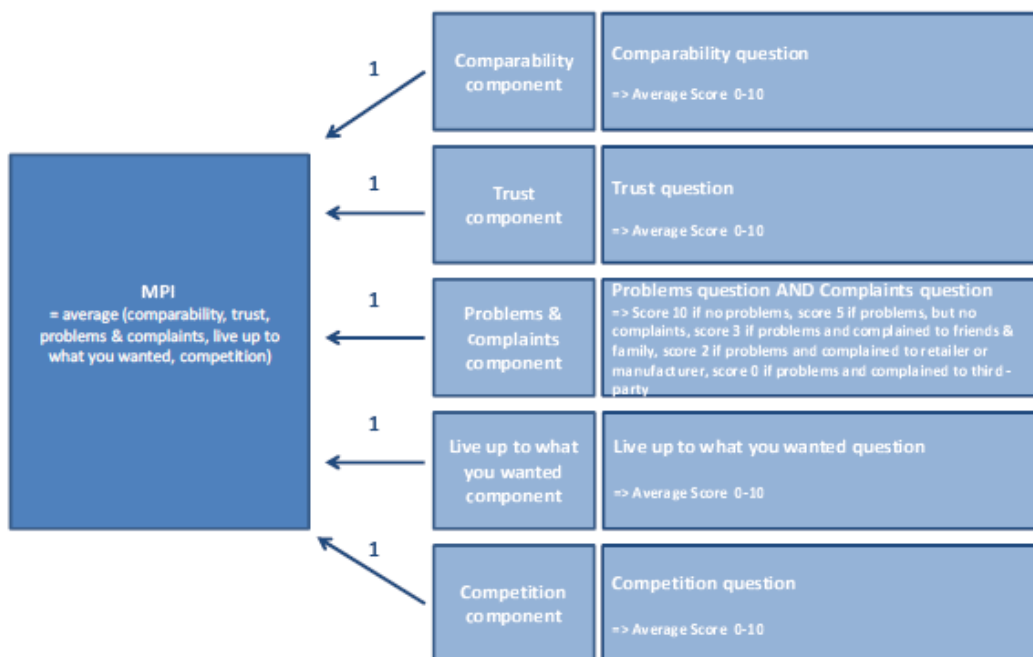 1
Comparability
component
Comparability question
=> Average Score 0-10
1
Trust
component
Trust question
=> Average Score 0-10
MPI
= average (comparability, trust,
problems & complaints, live up to
what you wanted, competition)
1
Problems &
complaints
component
Problems question AND Complaints question
=> Score 10 if no problems, score 5 if problems, but no
complaints, score 3 if problems and complained to friends &
family, score 2 if problems and complained to retailer or
manufacturer, score 0 if problems and complained to third-
party
1
Live up to what
you wanted
component
Live up to what you wanted question
=> Average Score 0-10
1
Competition
component
Competition question
=> Average Score 0-10